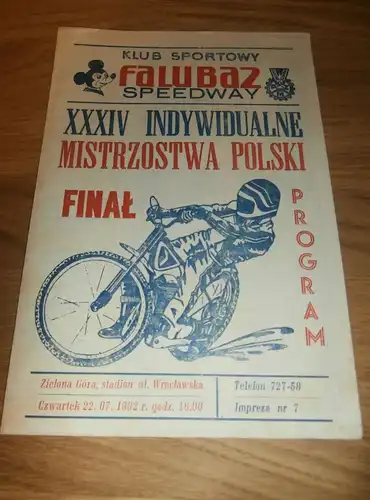 KLUB SPORTOWY
FALUBAZ
SPEEDWAY
XXXIV INDYWIDUALNE
MISTRZOSTWA POLSKI
FINAŁ
PROGRAM
Zielona Góra, stadion ul. Wrocławska
Czwartek 22. 07. 1982 r. godz. 16.00
Telefon 727-58
Impreza nr 7